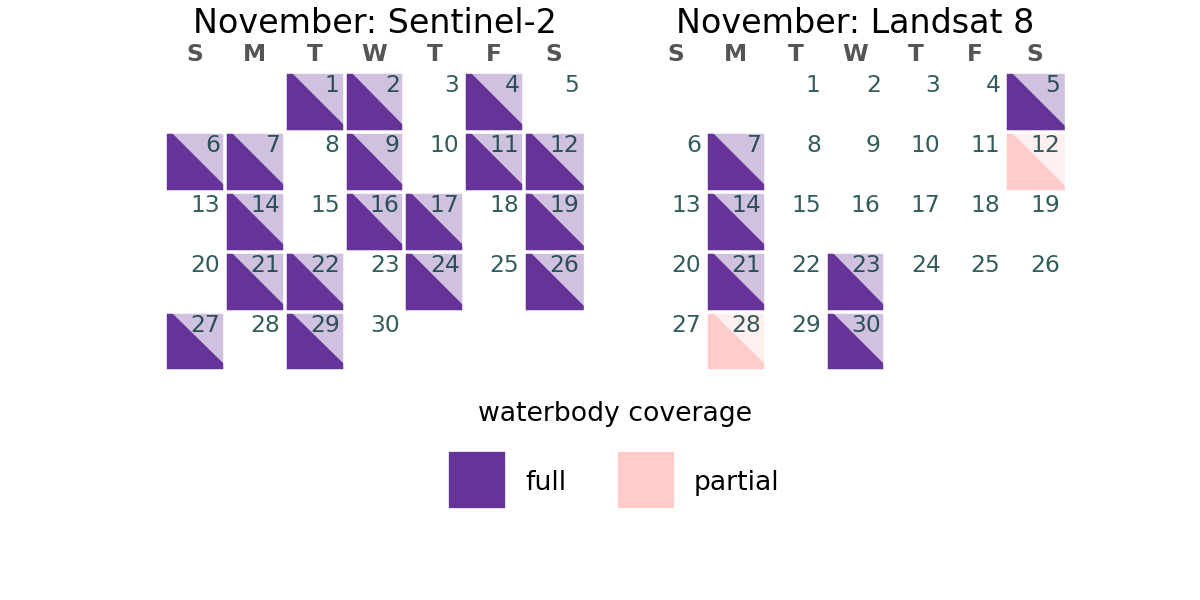 November: Sentinel-2
S M T W T F S
1 2 3 4 5
6 7 8 9 10 11 12
13 14 15 16 17 18 19
20 21 22 23 24 25 26
27 28 29 30
November: Landsat 8
S M T W T F S
1 2 3 4 5
6 7 8 9 10 11 12
13 14 15 16 17 18 19
20 21 22 23 24 25 26
27 28 29 30
waterbody coverage
full
partial